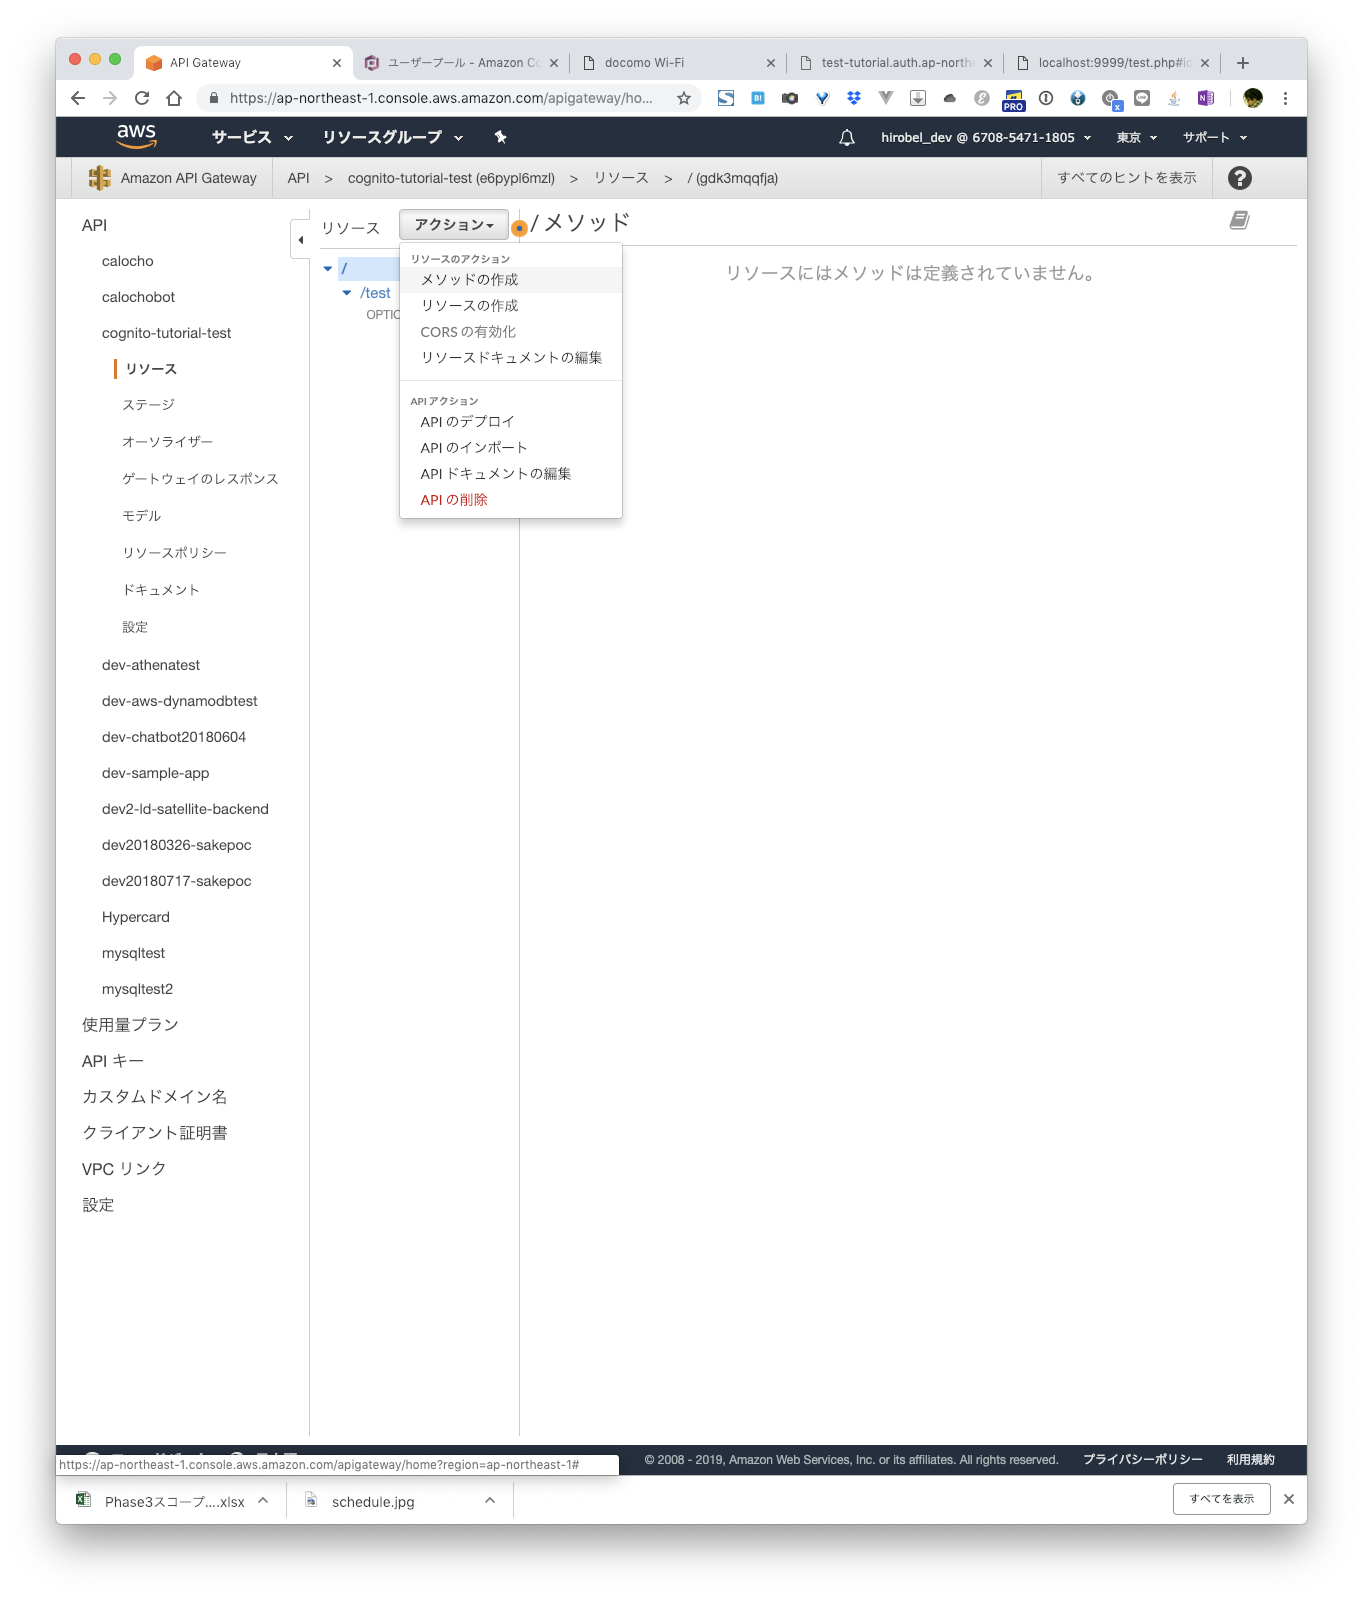 API Gateway
ユーザープール - Amazon Co
docomo Wi-Fi
test-tutorial.auth.ap-northe
localhost:9999/test.php#id
https://ap-northeast-1.console.aws.amazon.com/apigateway/ho...
PRO
aws
サービス
リソースグループ
hirobel_dev @ 6708-5471-1805
東京
サポート
Amazon API Gateway
API > cognito-tutorial-test (e6pypl6mzl) > リソース > / (gdk3mqqfja)
すべてのヒントを表示
API
calocho
calochobot
cognito-tutorial-test
リソース
ステージ
オーソライザー
ゲートウェイのレスポンス
モデル
リソースポリシー
ドキュメント
設定
dev-athenatest
dev-aws-dynamodbtest
dev-chatbot20180604
dev-sample-app
dev2-ld-satellite-backend
dev20180326-sakepoc
dev20180717-sakepoc
Hypercard
mysqltest
mysqltest2
使用量プラン
API キー
カスタムドメイン名
クライアント証明書
VPC リンク
設定
リソース
アクション
/ メソッド
/
/test
OPTIO
リソースのアクション
メソッドの作成
リソースの作成
CORS の有効化
リソースドキュメントの編集
API アクション
API のデプロイ
API のインポート
API ドキュメントの編集
API の削除
リソースにはメソッドは定義されていません。
https://ap-northeast-1.console.aws.amazon.com/apigateway/home?region=ap-northeast-1#
© 2008 - 2019, Amazon Web Services, Inc. or its affiliates. All rights reserved.
プライバシーポリシー
利用規約
Phase3スコープ....xlsx
schedule.jpg
すべてを表示